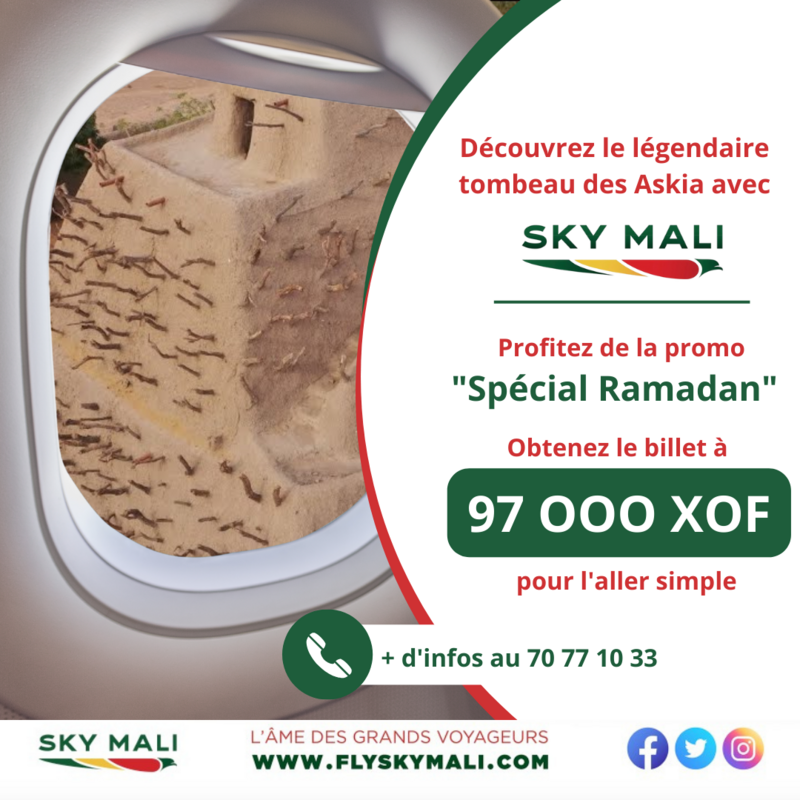 Découvrez le légendaire
tombeau des Askia avec
SKY MALI
Profitez de la promo
"Spécial Ramadan"
Obtenez le billet à
97 OOO XOF
pour l'aller simple
+ d'infos au 70 77 10 33
SKY MALI
L'ÂME DES GRANDS VOYAGEURS
WWW.FLYSKYMALI.COM